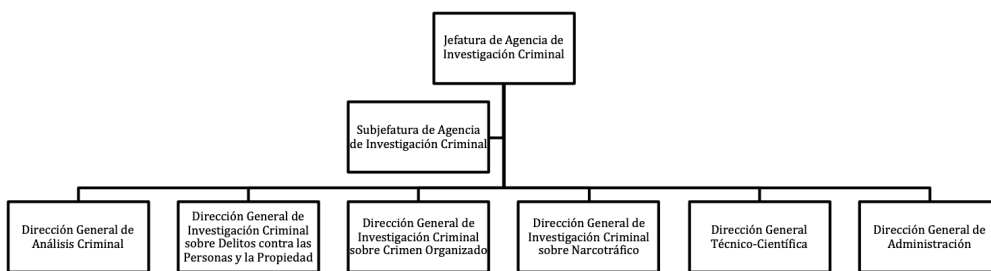 Jefatura de Agencia de
Investigación Criminal
Subjefatura de Agencia
de Investigación Criminal
Dirección General de
Análisis Criminal
Dirección General de
Investigación Criminal
sobre Delitos contra las
Personas y la Propiedad
Dirección General de
Investigación Criminal
sobre Crimen Organizado
Dirección General de
Investigación Criminal
sobre Narcotráfico
Dirección General
Técnico-Científica
Dirección General de
Administración